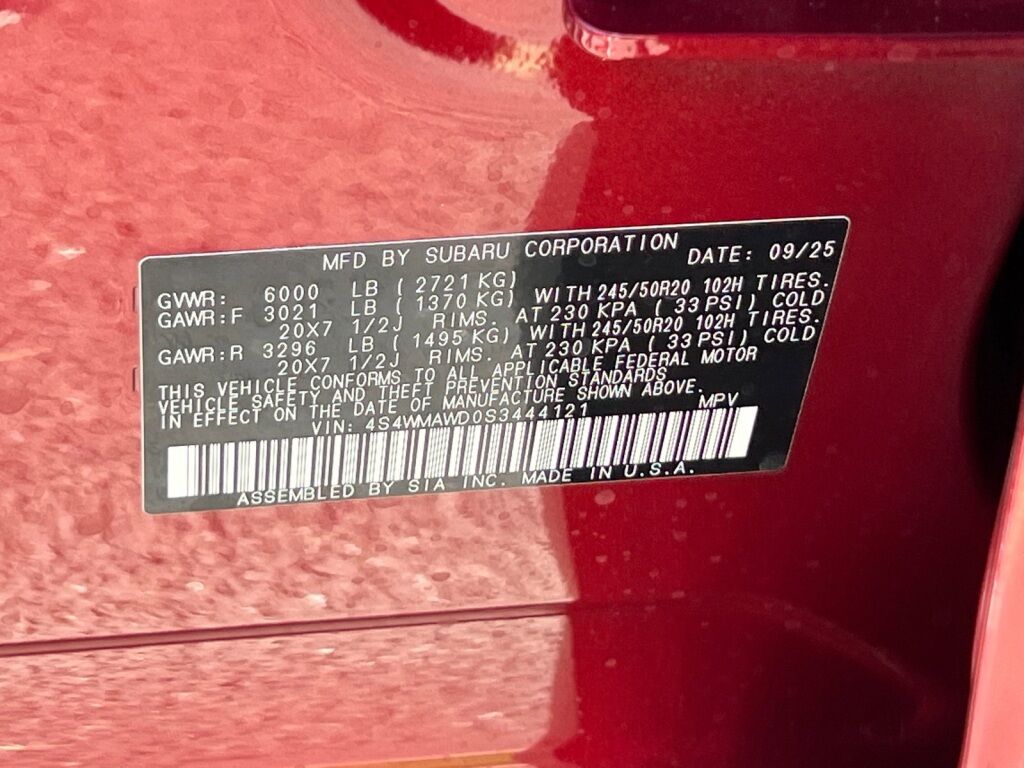 MFD BY SUBARU CORPORATION DATE: 09/25
GVWR: 6000 LB ( 2721 KG)
GAWR:F 3021 LB ( 1370 KG) WITH 245/50R20 102H TIRES.
20X7 1/2J RIMS. AT 230 KPA ( 33 PSI) COLD
GAWR:R 3296 LB ( 1495 KG) WITH 245/50R20 102H TIRES.
20X7 1/2J RIMS. AT 230 KPA ( 33 PSI) COLD
THIS VEHICLE CONFORMS TO ALL APPLICABLE FEDERAL MOTOR
VEHICLE SAFETY AND THEFT PREVENTION STANDARDS
IN EFFECT ON THE DATE OF MANUFACTURE SHOWN ABOVE.
VIN: 4S4WMAWD0S3444121 MPV
ASSEMBLED BY SIA INC. MADE IN U.S.A.